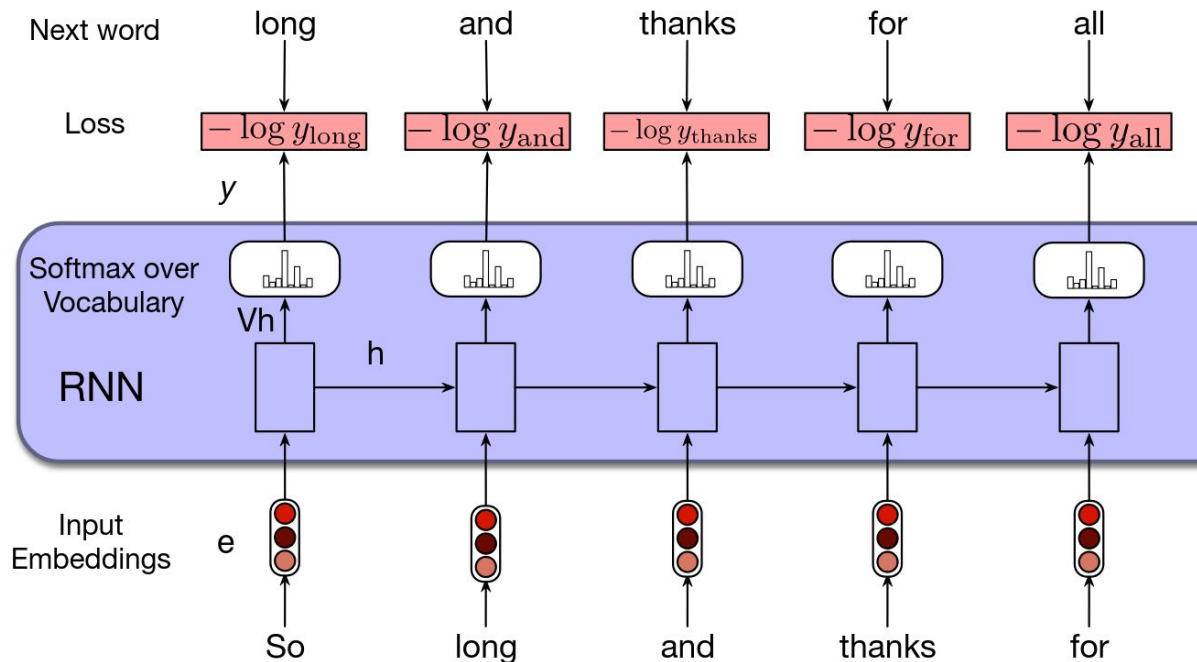 Next word long and thanks for all
Loss − log y_long − log y_and − log y_thanks − log y_for − log y_all
y
Softmax over
Vocabulary
Vh
h
RNN
Input
Embeddings
e
So long and thanks for